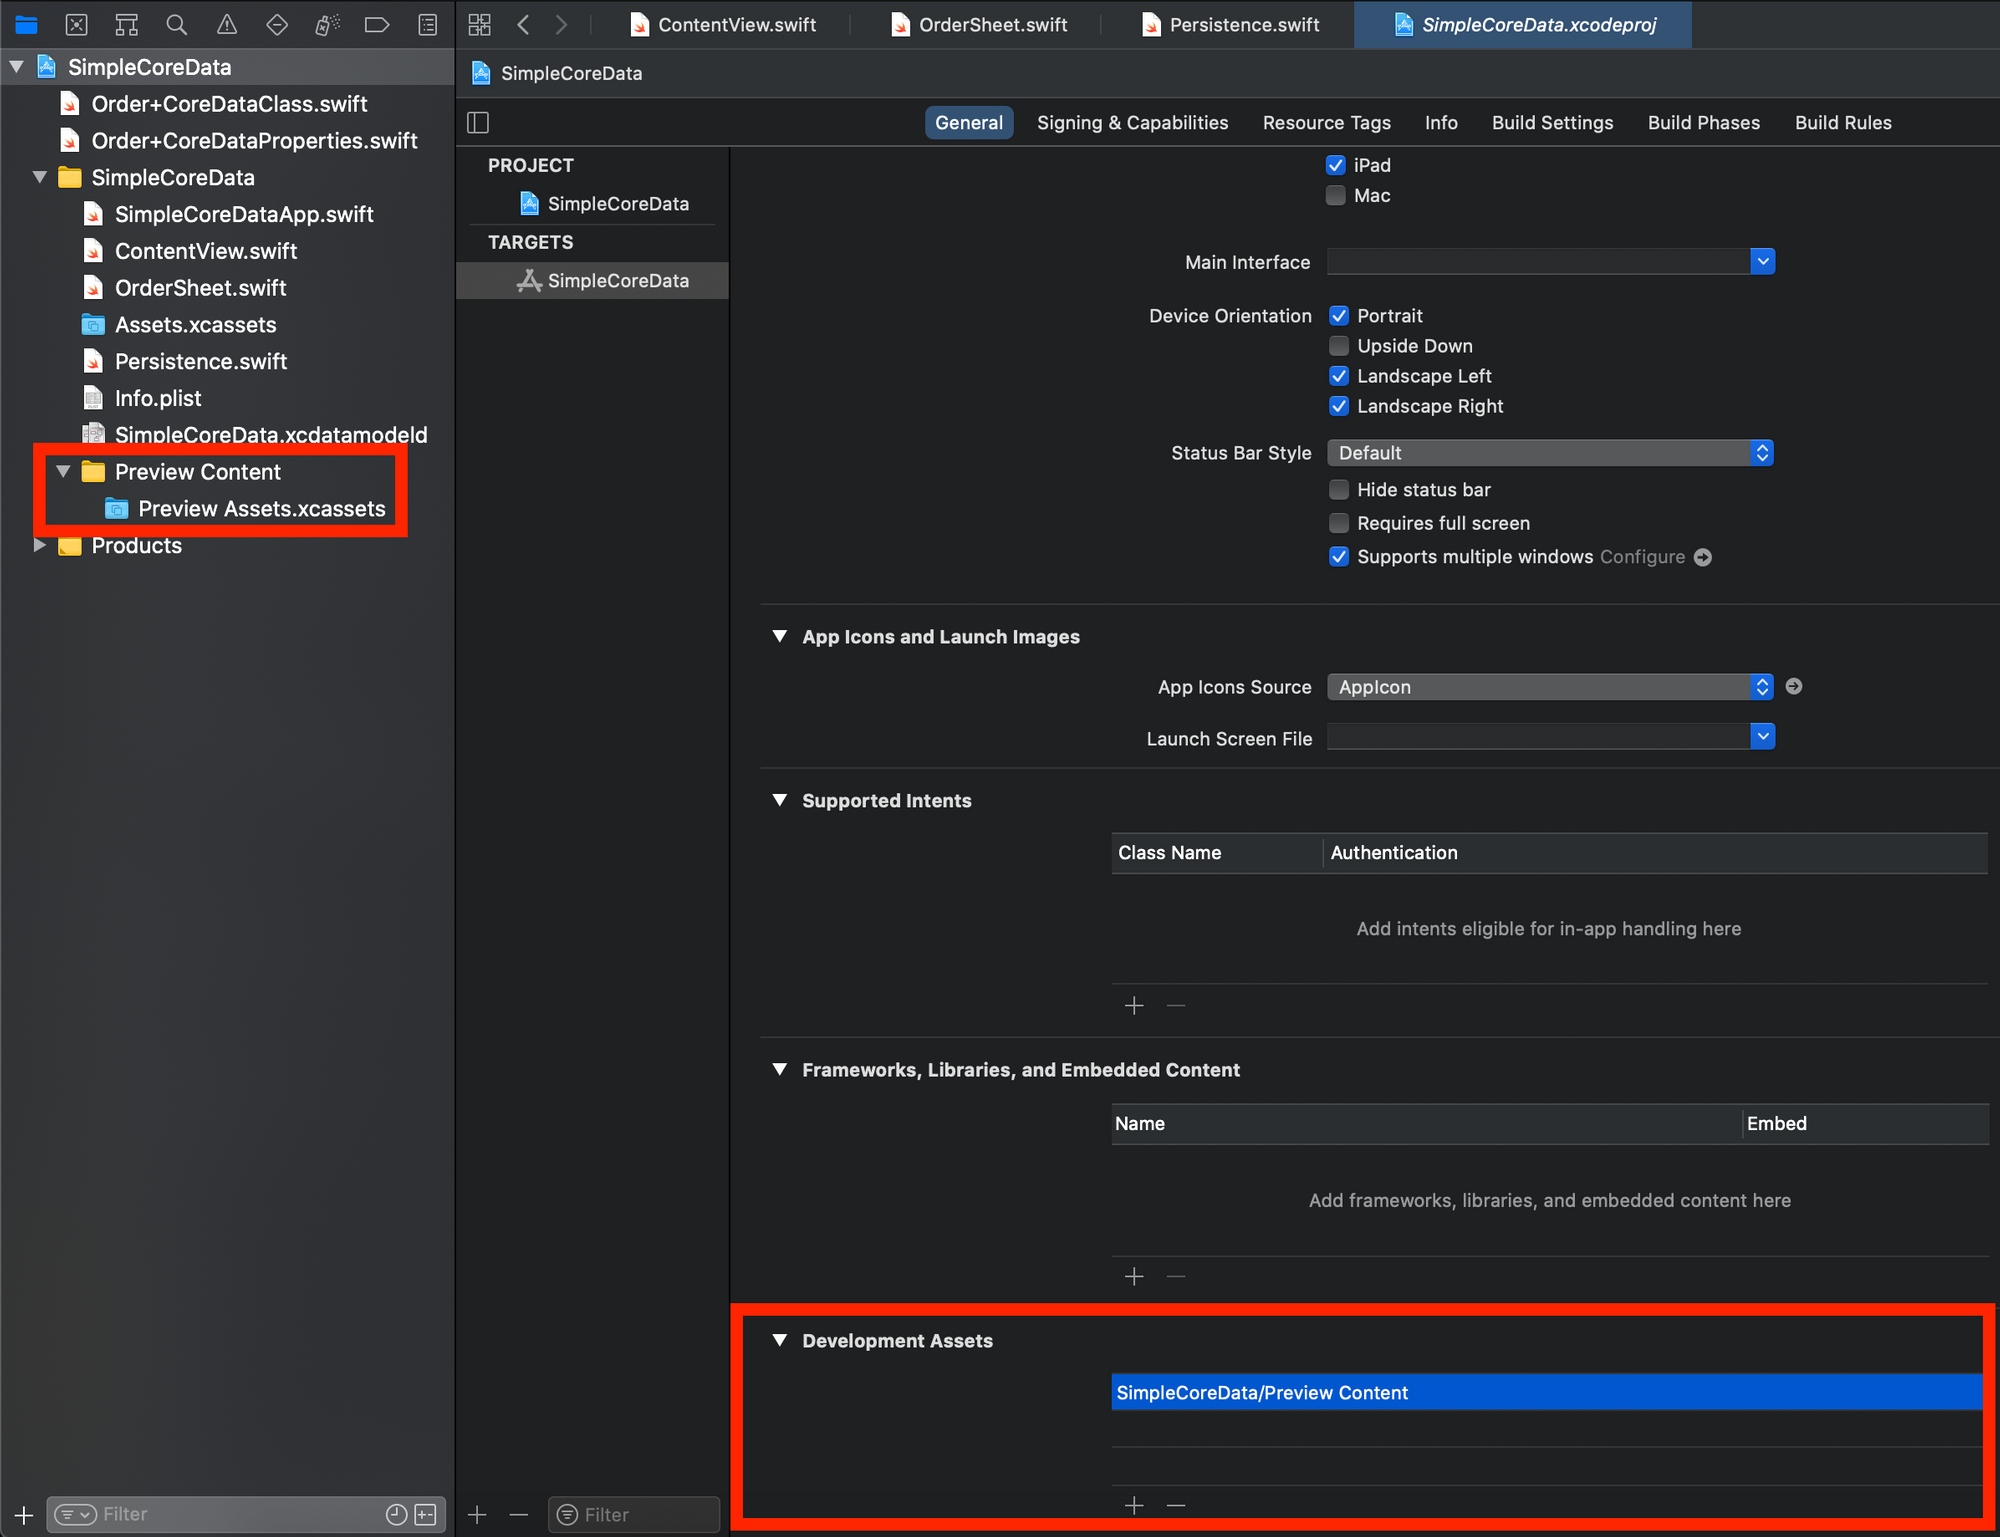 ContentView.swift
OrderSheet.swift
Persistence.swift
SimpleCoreData.xcodeproj
SimpleCoreData
Order+CoreDataClass.swift
Order+CoreDataProperties.swift
SimpleCoreData
SimpleCoreDataApp.swift
ContentView.swift
OrderSheet.swift
Assets.xcassets
Persistence.swift
Info.plist
SimpleCoreData.xcdatamodeld
Preview Content
Preview Assets.xcassets
Products
Filter
SimpleCoreData
General
Signing & Capabilities
Resource Tags
Info
Build Settings
Build Phases
Build Rules
PROJECT
SimpleCoreData
TARGETS
SimpleCoreData
Filter
iPad
Mac
Main Interface
Device Orientation
Portrait
Upside Down
Landscape Left
Landscape Right
Status Bar Style
Default
Hide status bar
Requires full screen
Supports multiple windows Configure
App Icons and Launch Images
App Icons Source
AppIcon
Launch Screen File
Supported Intents
Class Name
Authentication
Add intents eligible for in-app handling here
Frameworks, Libraries, and Embedded Content
Name
Embed
Add frameworks, libraries, and embedded content here
Development Assets
SimpleCoreData/Preview Content